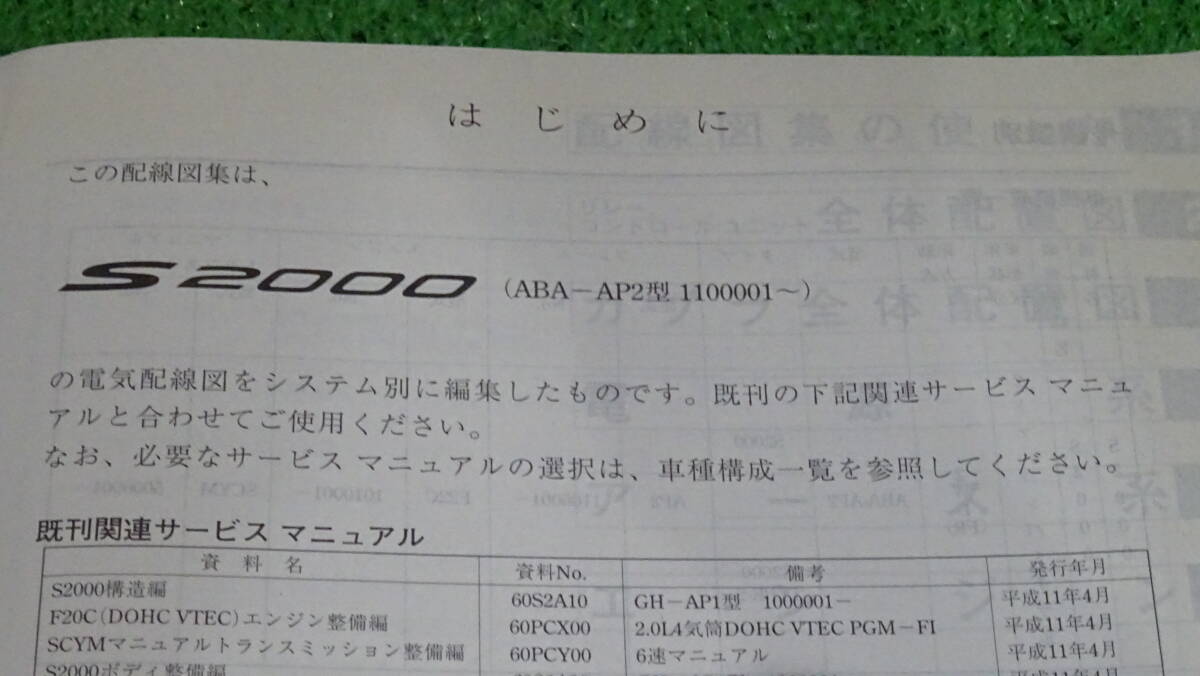 はじめに
この配線図集は、
S2000 (ABA－AP2型 1100001～)
の電気配線図をシステム別に編集したものです。既刊の下記関連サービス マニュ
アルと合わせてご使用ください。
なお、必要なサービス マニュアルの選択は、車種構成一覧を参照してください。
既刊関連サービス マニュアル
資料名 資料No. 備考 発行年月
S2000構造編 60S2A10 GH－AP1型 1000001－ 平成11年4月
F20C(DOHC VTEC)エンジン整備編 60PCX00 2.0L4気筒DOHC VTEC PGM－FI 平成11年4月
SCYMマニュアルトランスミッション整備編 60PCY00 6速マニュアル 平成11年4月
S2000ボディ整備編